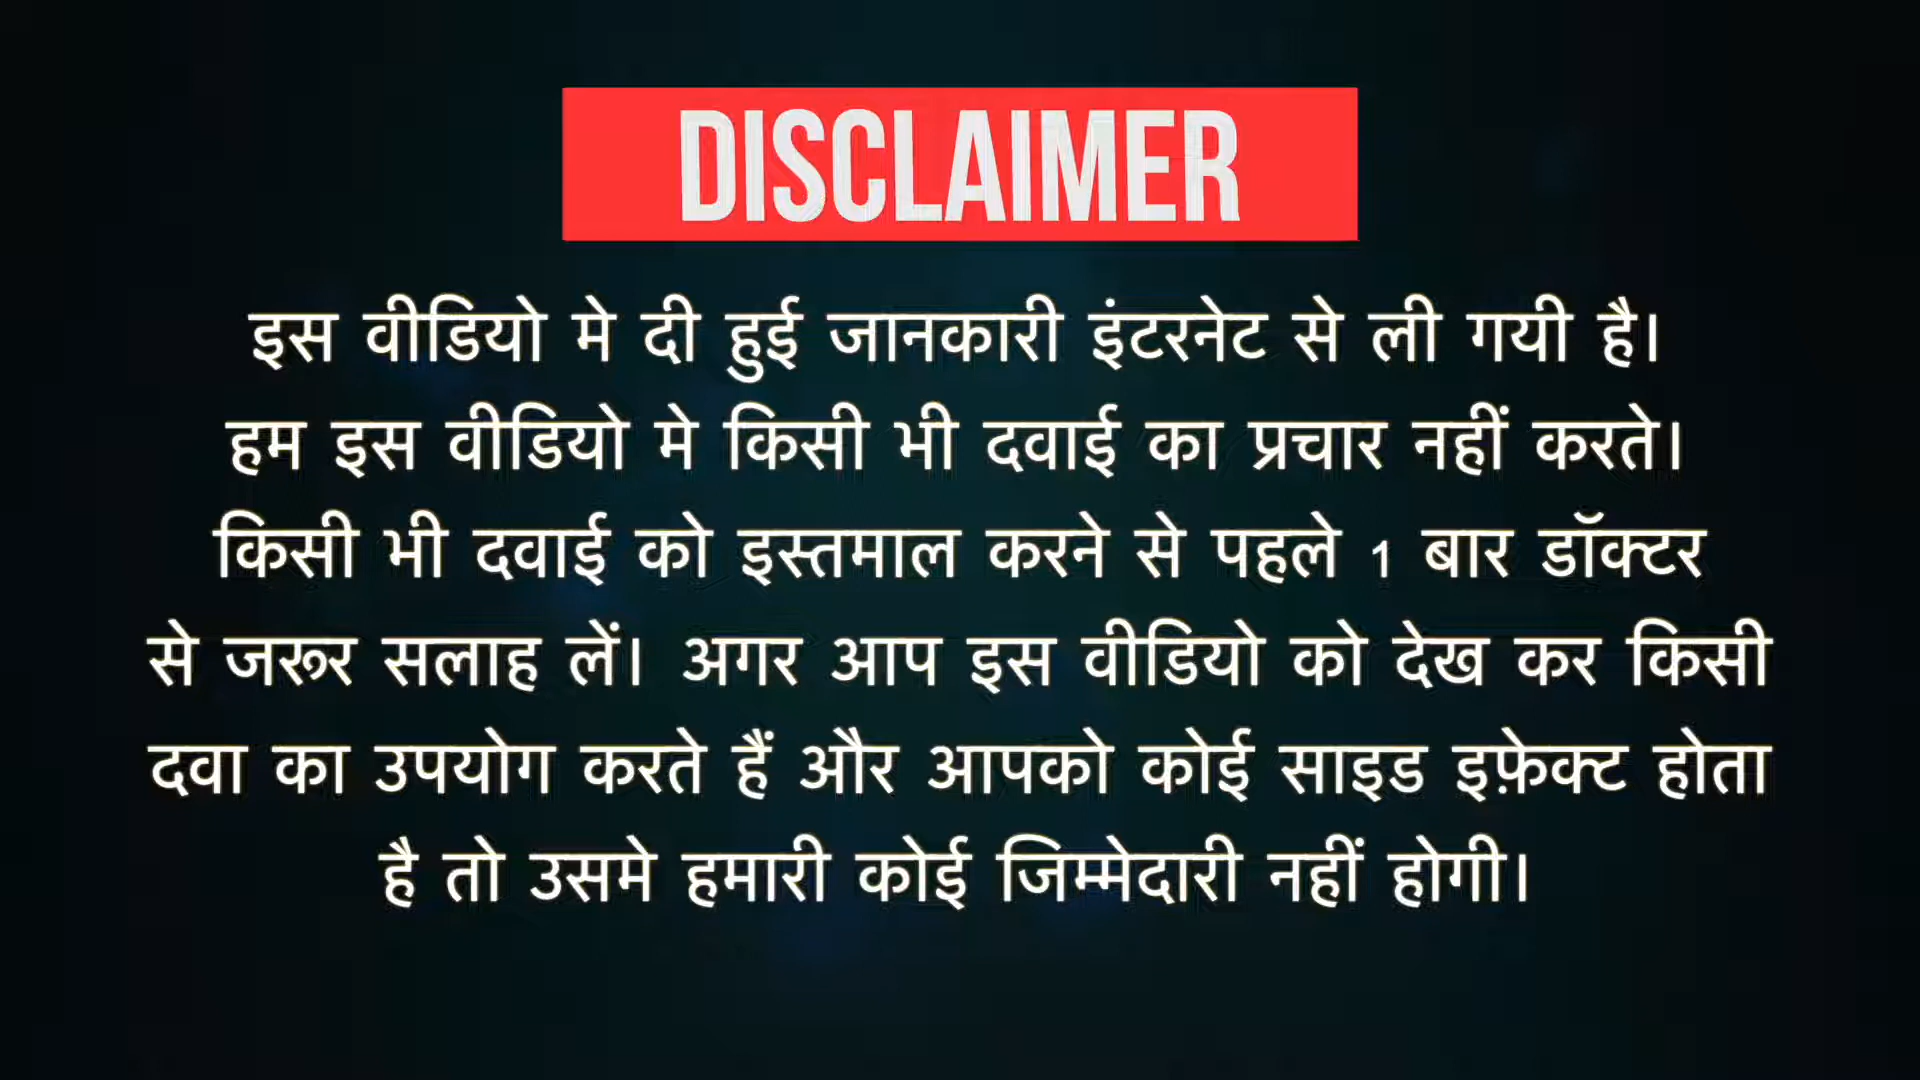 DISCLAIMER
इस वीडियो मे दी हुई जानकारी इंटरनेट से ली गयी है।
हम इस वीडियो मे किसी भी दवाई का प्रचार नहीं करते।
किसी भी दवाई को इस्तमाल करने से पहले 1 बार डॉक्टर
से जरूर सलाह लें। अगर आप इस वीडियो को देख कर किसी
दवा का उपयोग करते हैं और आपको कोई साइड इफ़ेक्ट होता
है तो उसमे हमारी कोई जिम्मेदारी नहीं होगी।